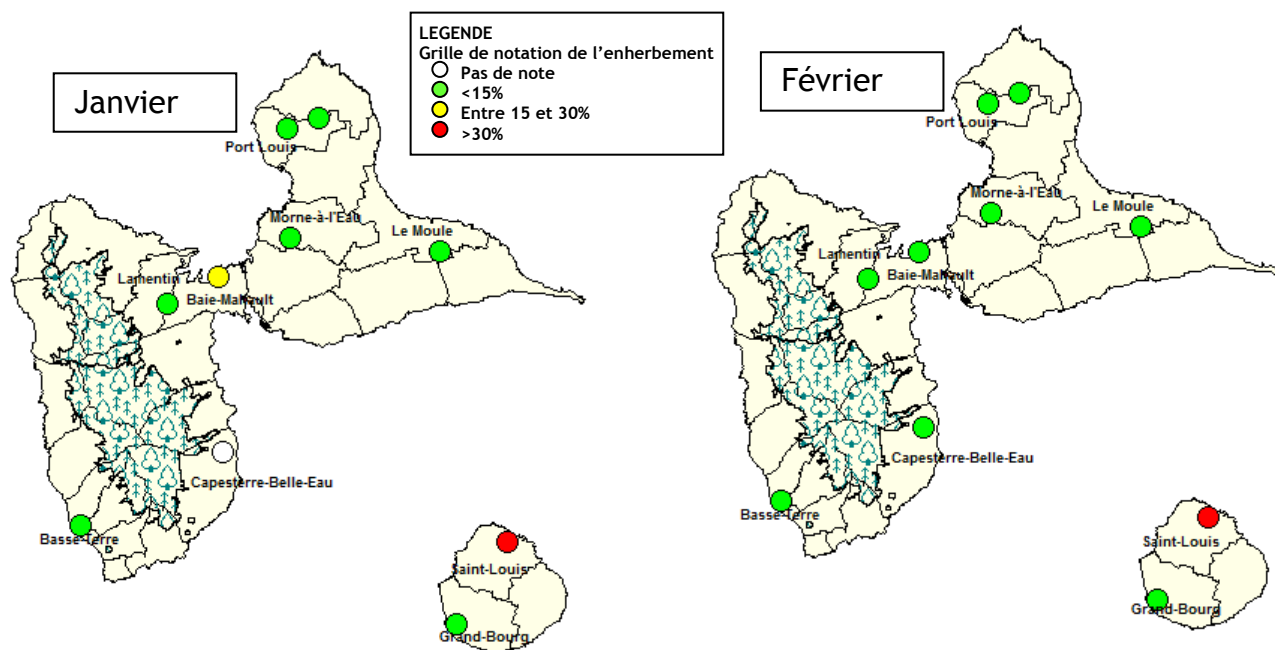 LEGENDE
Grille de notation de l'enherbement
Pas de note
<15%
Entre 15 et 30%
>30%
Janvier
Port Louis
Morne-à-l'Eau
Le Moule
Lamentin
Baie-Mahault
Capesterre-Belle-Eau
Basse-Terre
Saint-Louis
Grand-Bourg
Février
Port Louis
Morne-à-l'Eau
Le Moule
Lamentin
Baie-Mahault
Capesterre-Belle-Eau
Basse-Terre
Saint-Louis
Grand-Bourg